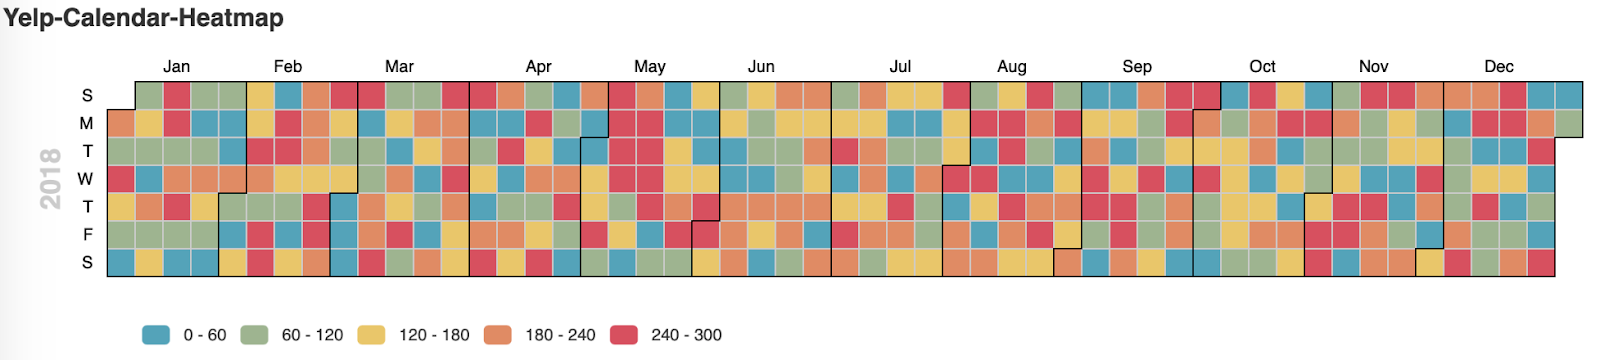 Yelp-Calendar-Heatmap
Jan Feb Mar Apr May Jun Jul Aug Sep Oct Nov Dec
S
M
T
W
T
F
S
2018
0 - 60 60 - 120 120 - 180 180 - 240 240 - 300